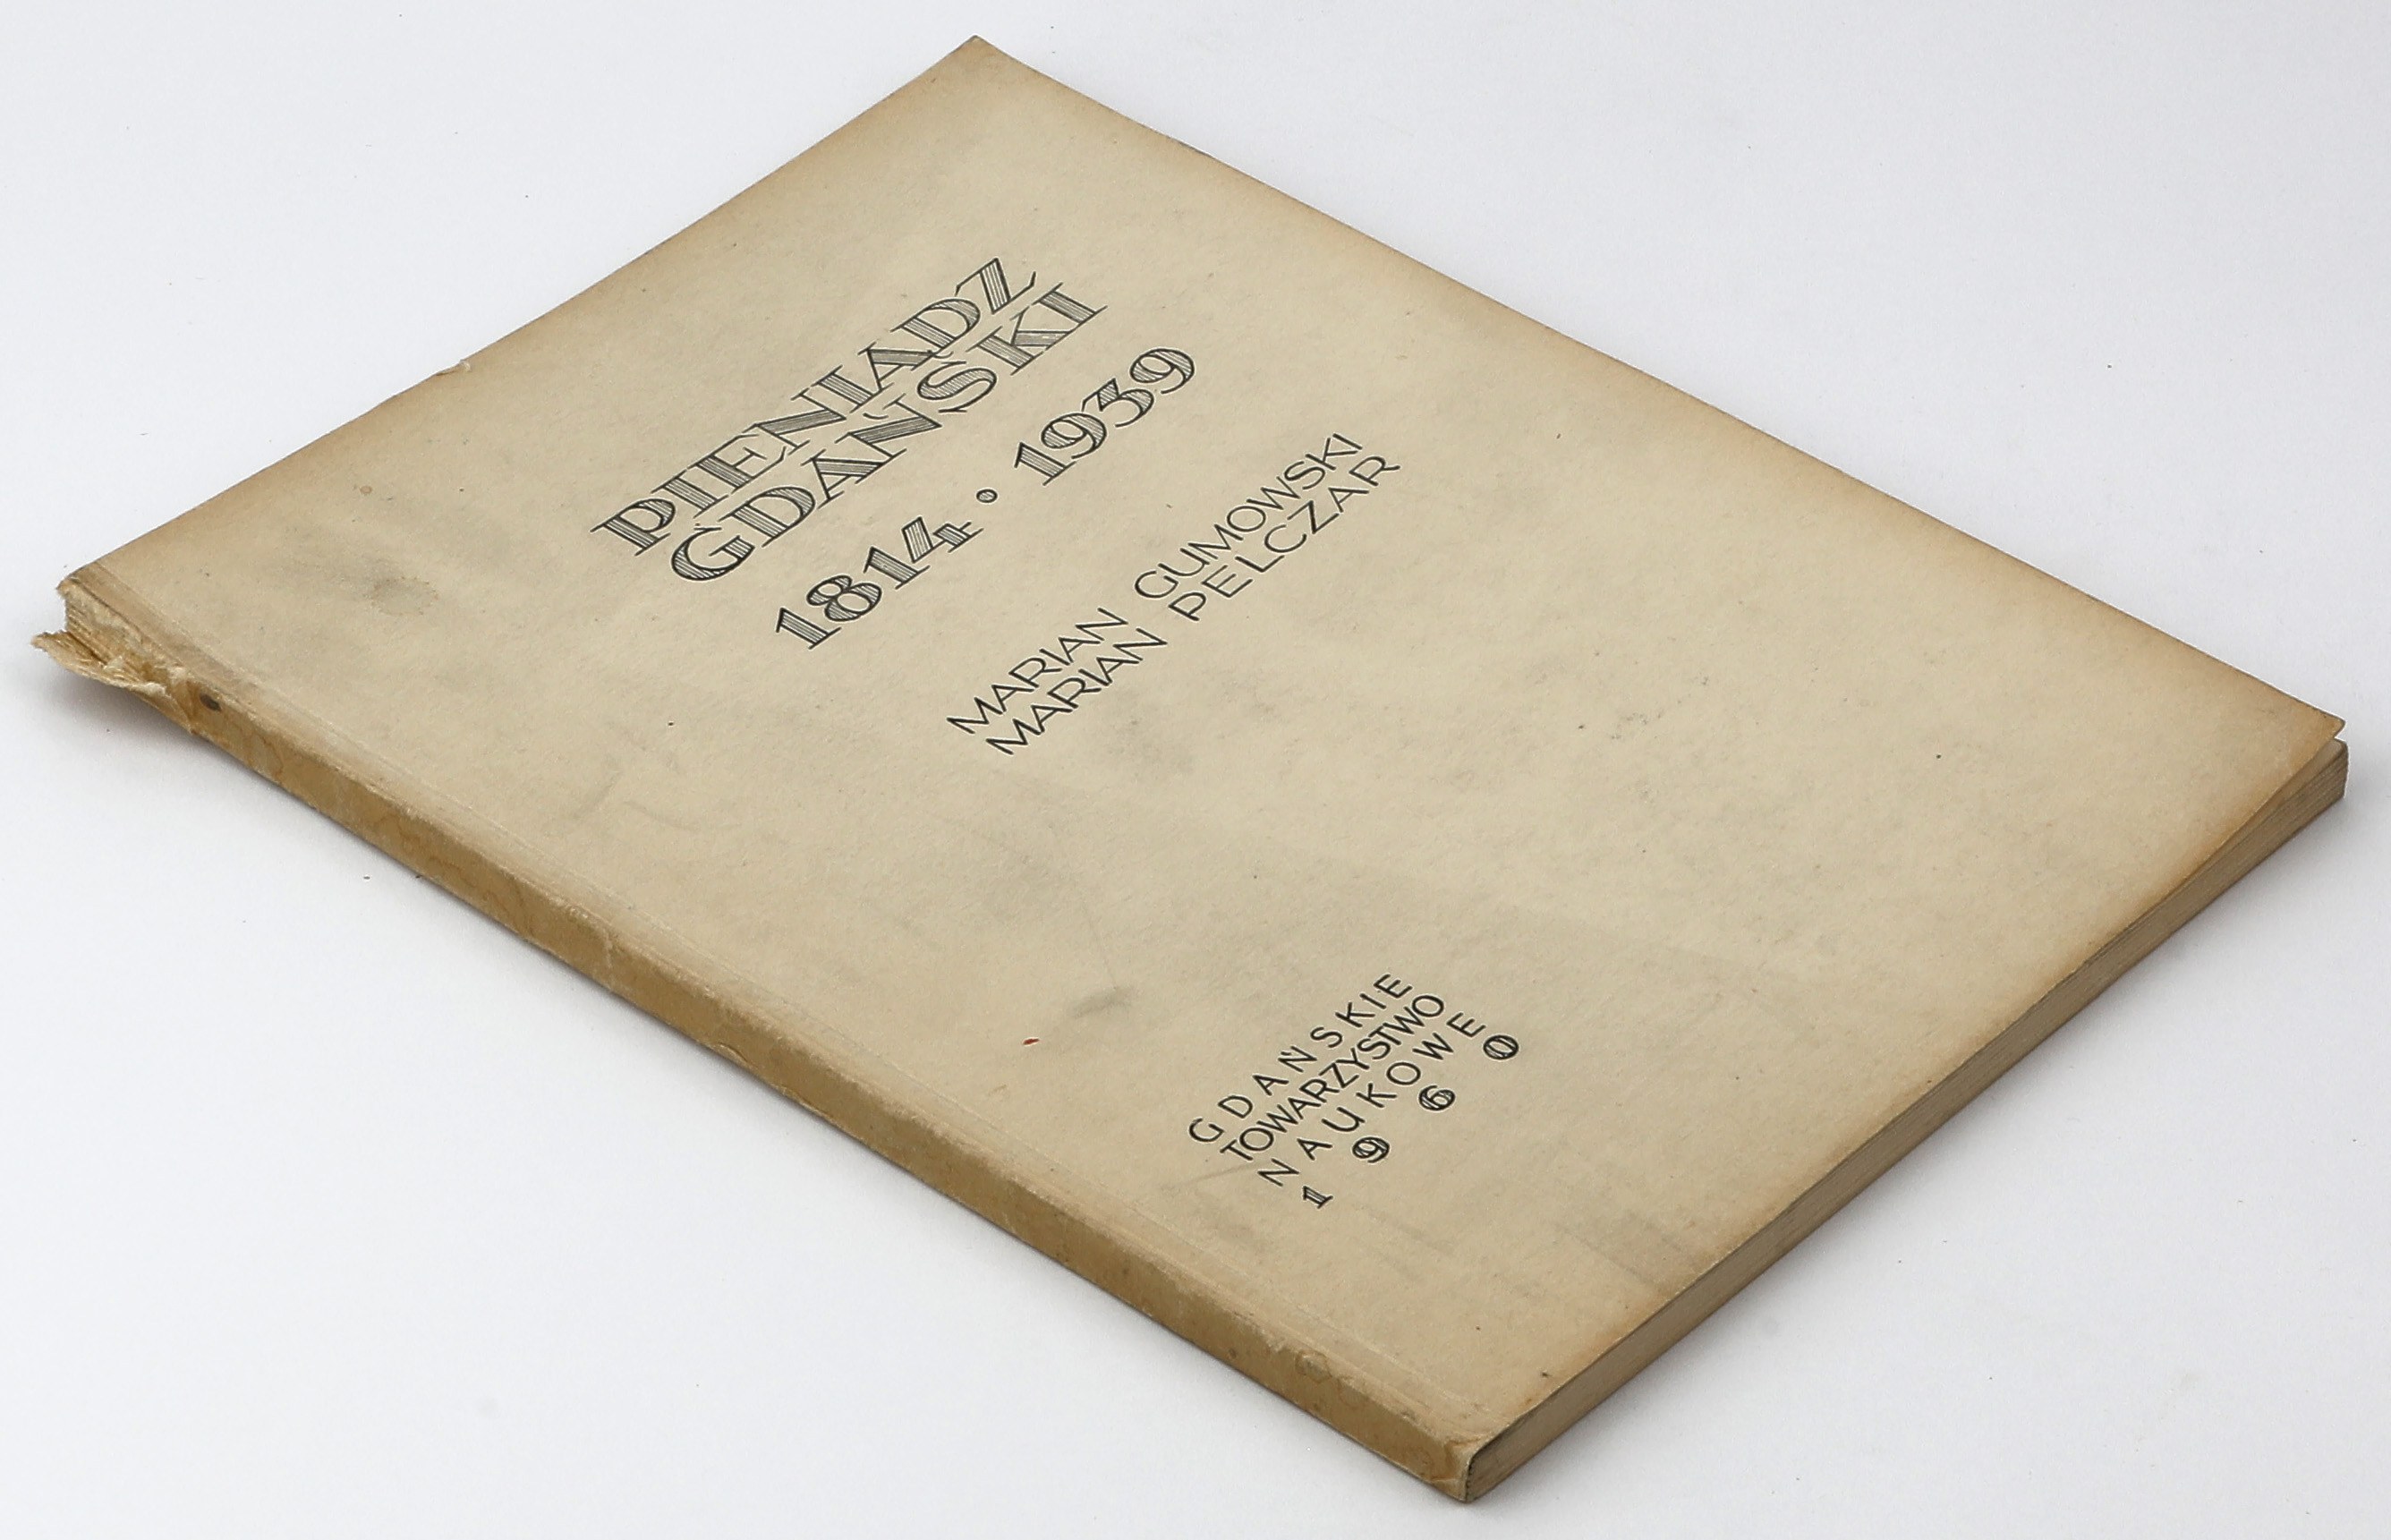 PIENIĄDZ
GDAŃSKI
1814 • 1939
MARIAN GUMOWSKI
MARIAN PELCZAR
GDAŃSKIE
TOWARZYSTWO
NAUKOWE
1960